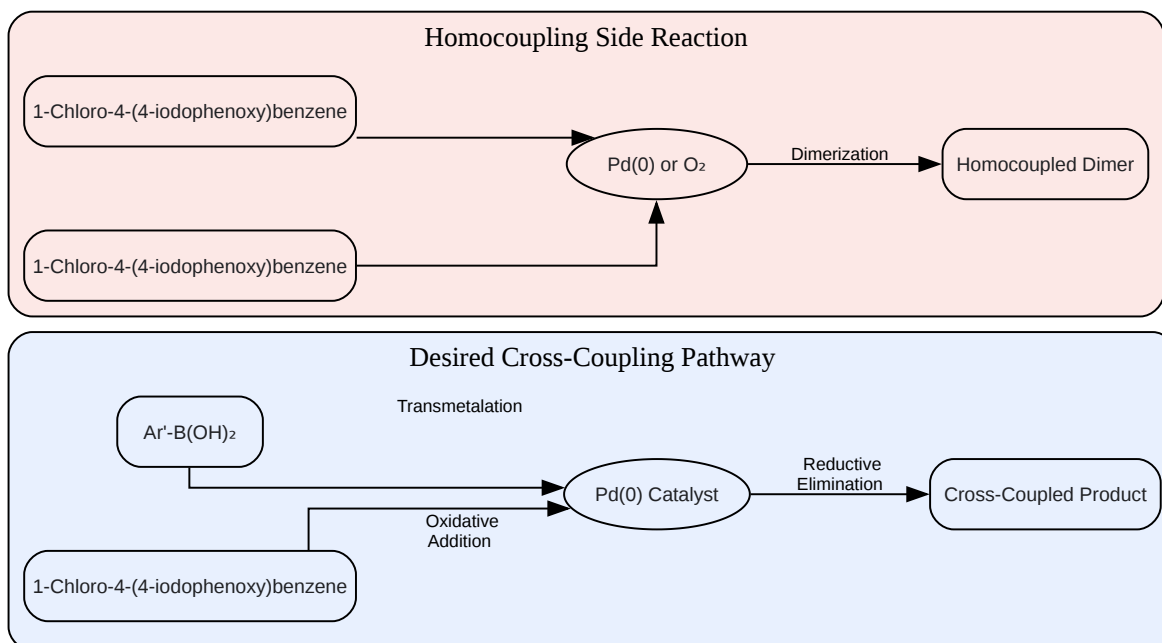 Homocoupling Side Reaction
1-Chloro-4-(4-iodophenoxy)benzene
Pd(0) or O₂
Dimerization
Homocoupled Dimer
1-Chloro-4-(4-iodophenoxy)benzene
Desired Cross-Coupling Pathway
Transmetalation
Ar'-B(OH)₂
Pd(0) Catalyst
Reductive
Elimination
Cross-Coupled Product
Oxidative
Addition
1-Chloro-4-(4-iodophenoxy)benzene